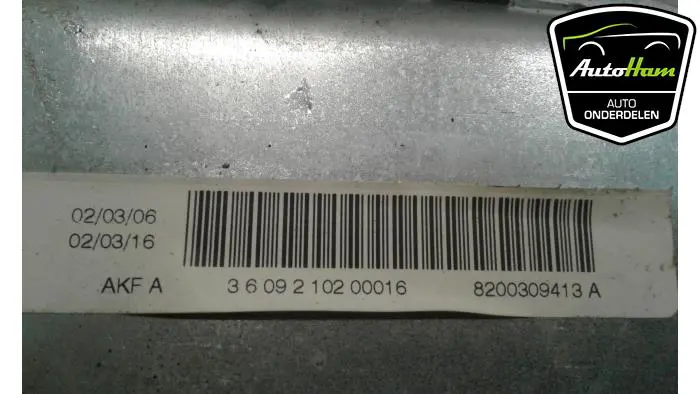 AutoHam
AUTO
ONDERDELEN
02/03/06
02/03/16
AKF A 3 6 09 2 102 00016 8200309413 A